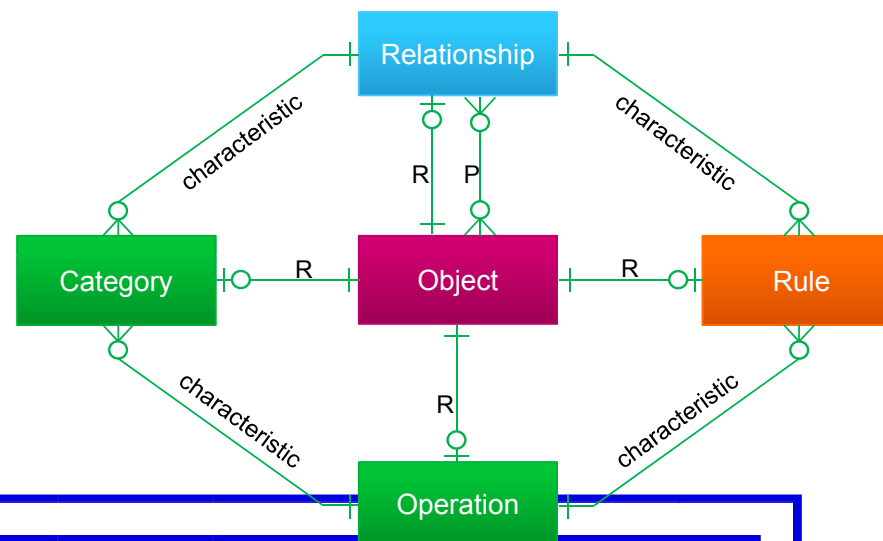 Relationship
characteristic
characteristic
R
P
Category
R
Object
R
Rule
R
characteristic
characteristic
Operation